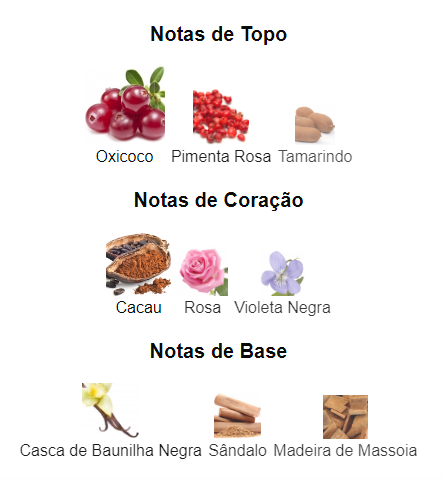 Notas de Topo
Oxicoco Pimenta Rosa Tamarindo
Notas de Coração
Cacau Rosa Violeta Negra
Notas de Base
Casca de Baunilha Negra Sândalo Madeira de Massoia